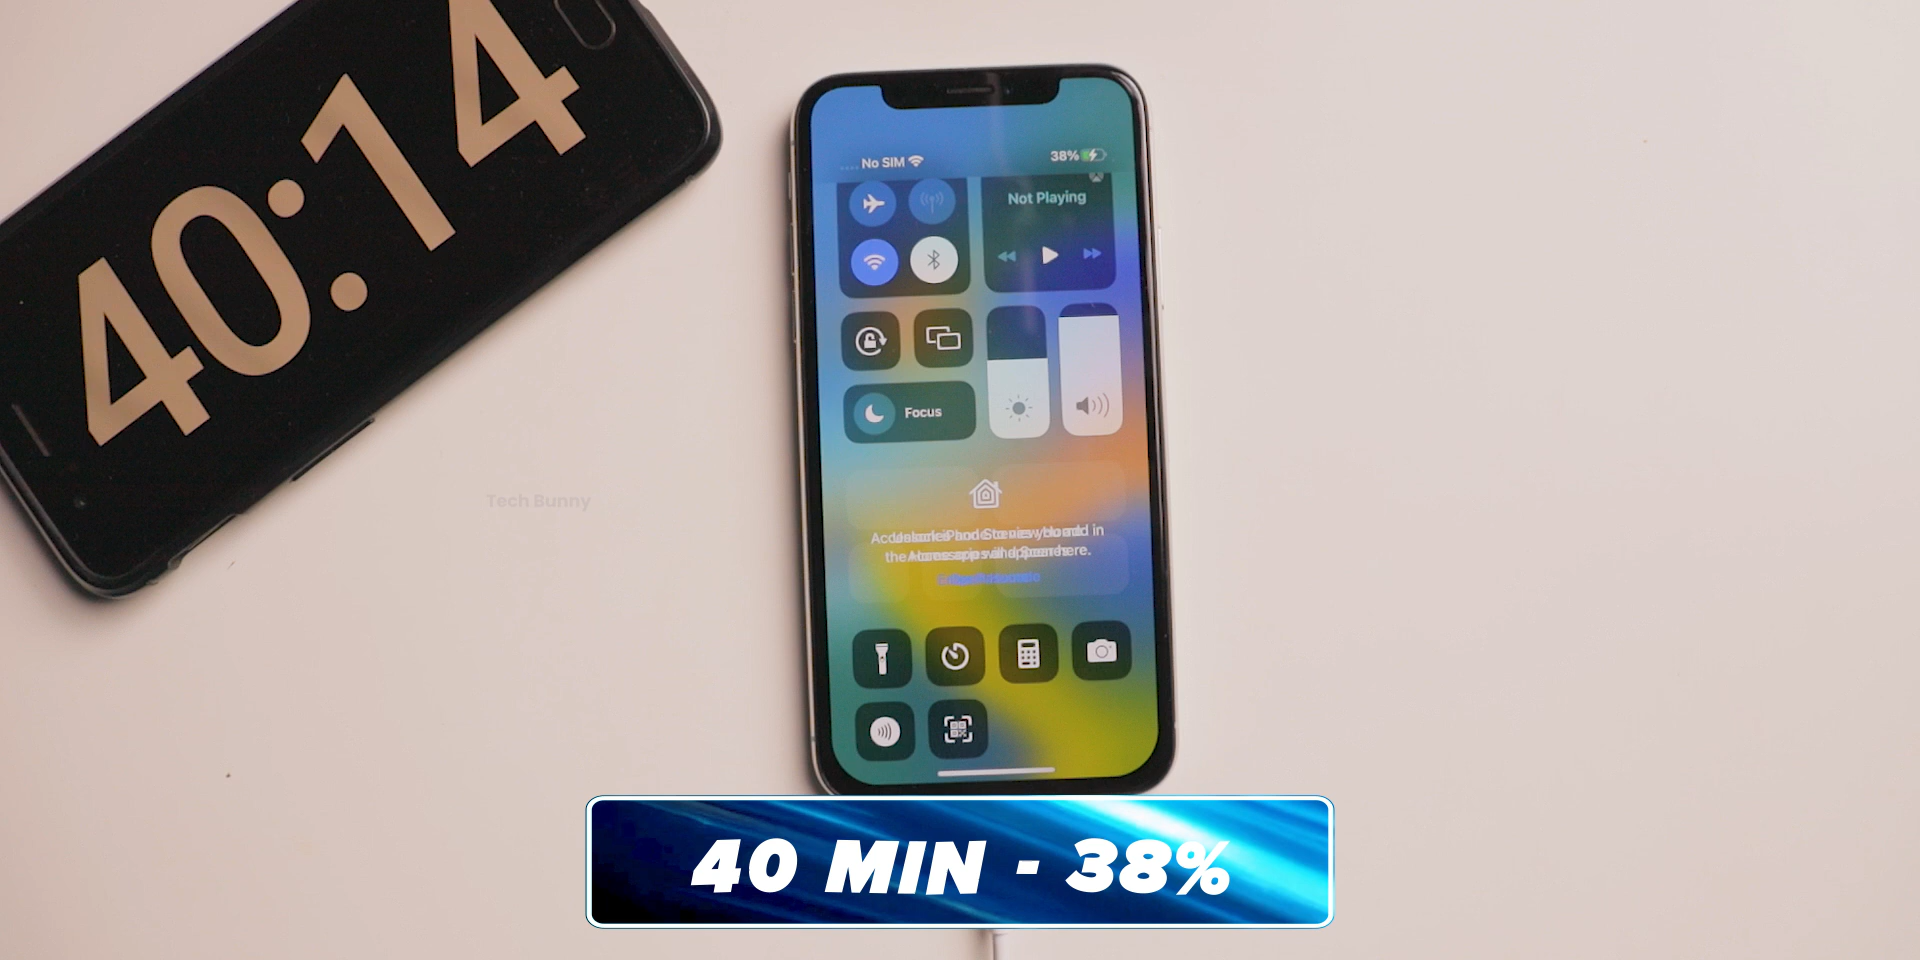 40:14
No SIM
38%
Not Playing
Focus
Tech Bunny
40 MIN - 38%